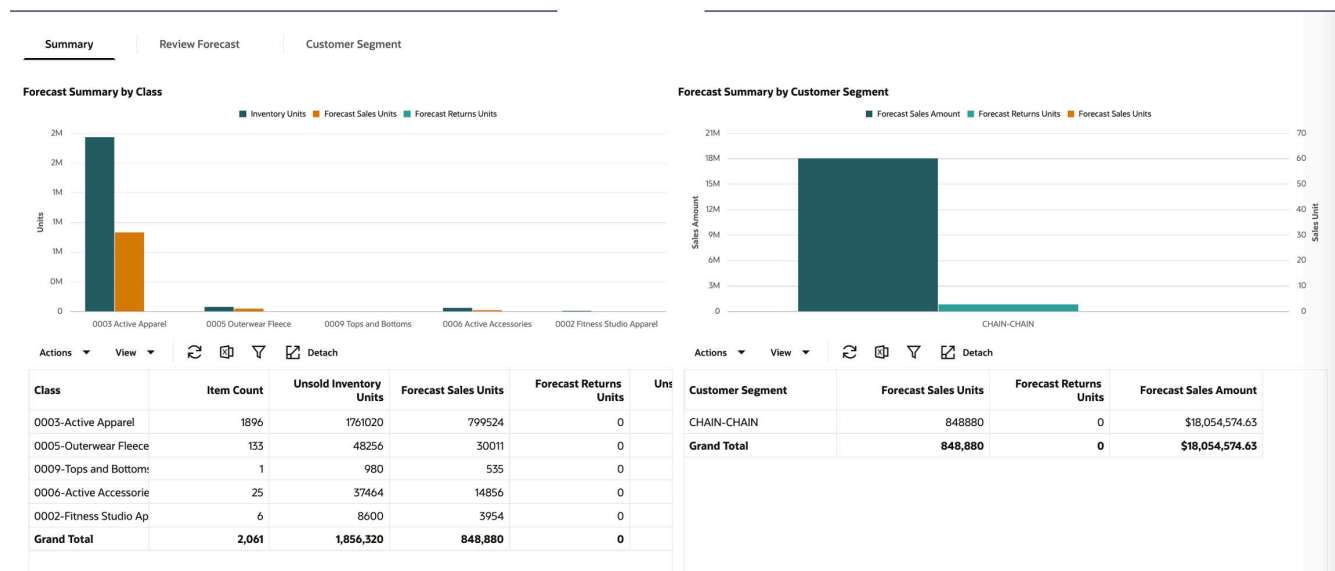 Summary
Review Forecast
Customer Segment
Forecast Summary by Class
Inventory Units Forecast Sales Units Forecast Returns Units
2M
2M
1M
1M
1M
0M
0
Units
0003 Active Apparel 0005 Outerwear Fleece 0009 Tops and Bottoms 0006 Active Accessories 0002 Fitness Studio Apparel
Actions View Detach
Class Item Count Unsold Inventory Units Forecast Sales Units Forecast Returns Units Uns
0003-Active Apparel 1896 1761020 799524 0
0005-Outerwear Fleece 133 48256 30011 0
0009-Tops and Bottoms 1 980 535 0
0006-Active Accessorie 25 37464 14856 0
0002-Fitness Studio Ap 6 8600 3954 0
Grand Total 2,061 1,856,320 848,880 0
Forecast Summary by Customer Segment
Forecast Sales Amount Forecast Returns Units Forecast Sales Units
21M 70
18M 60
15M 50
12M 40
9M 30
6M 20
3M 10
0 0
Sales Amount
Sales Unit
CHAIN-CHAIN
Actions View Detach
Customer Segment Forecast Sales Units Forecast Returns Units Forecast Sales Amount
CHAIN-CHAIN 848880 0 $18,054,574.63
Grand Total 848,880 0 $18,054,574.63